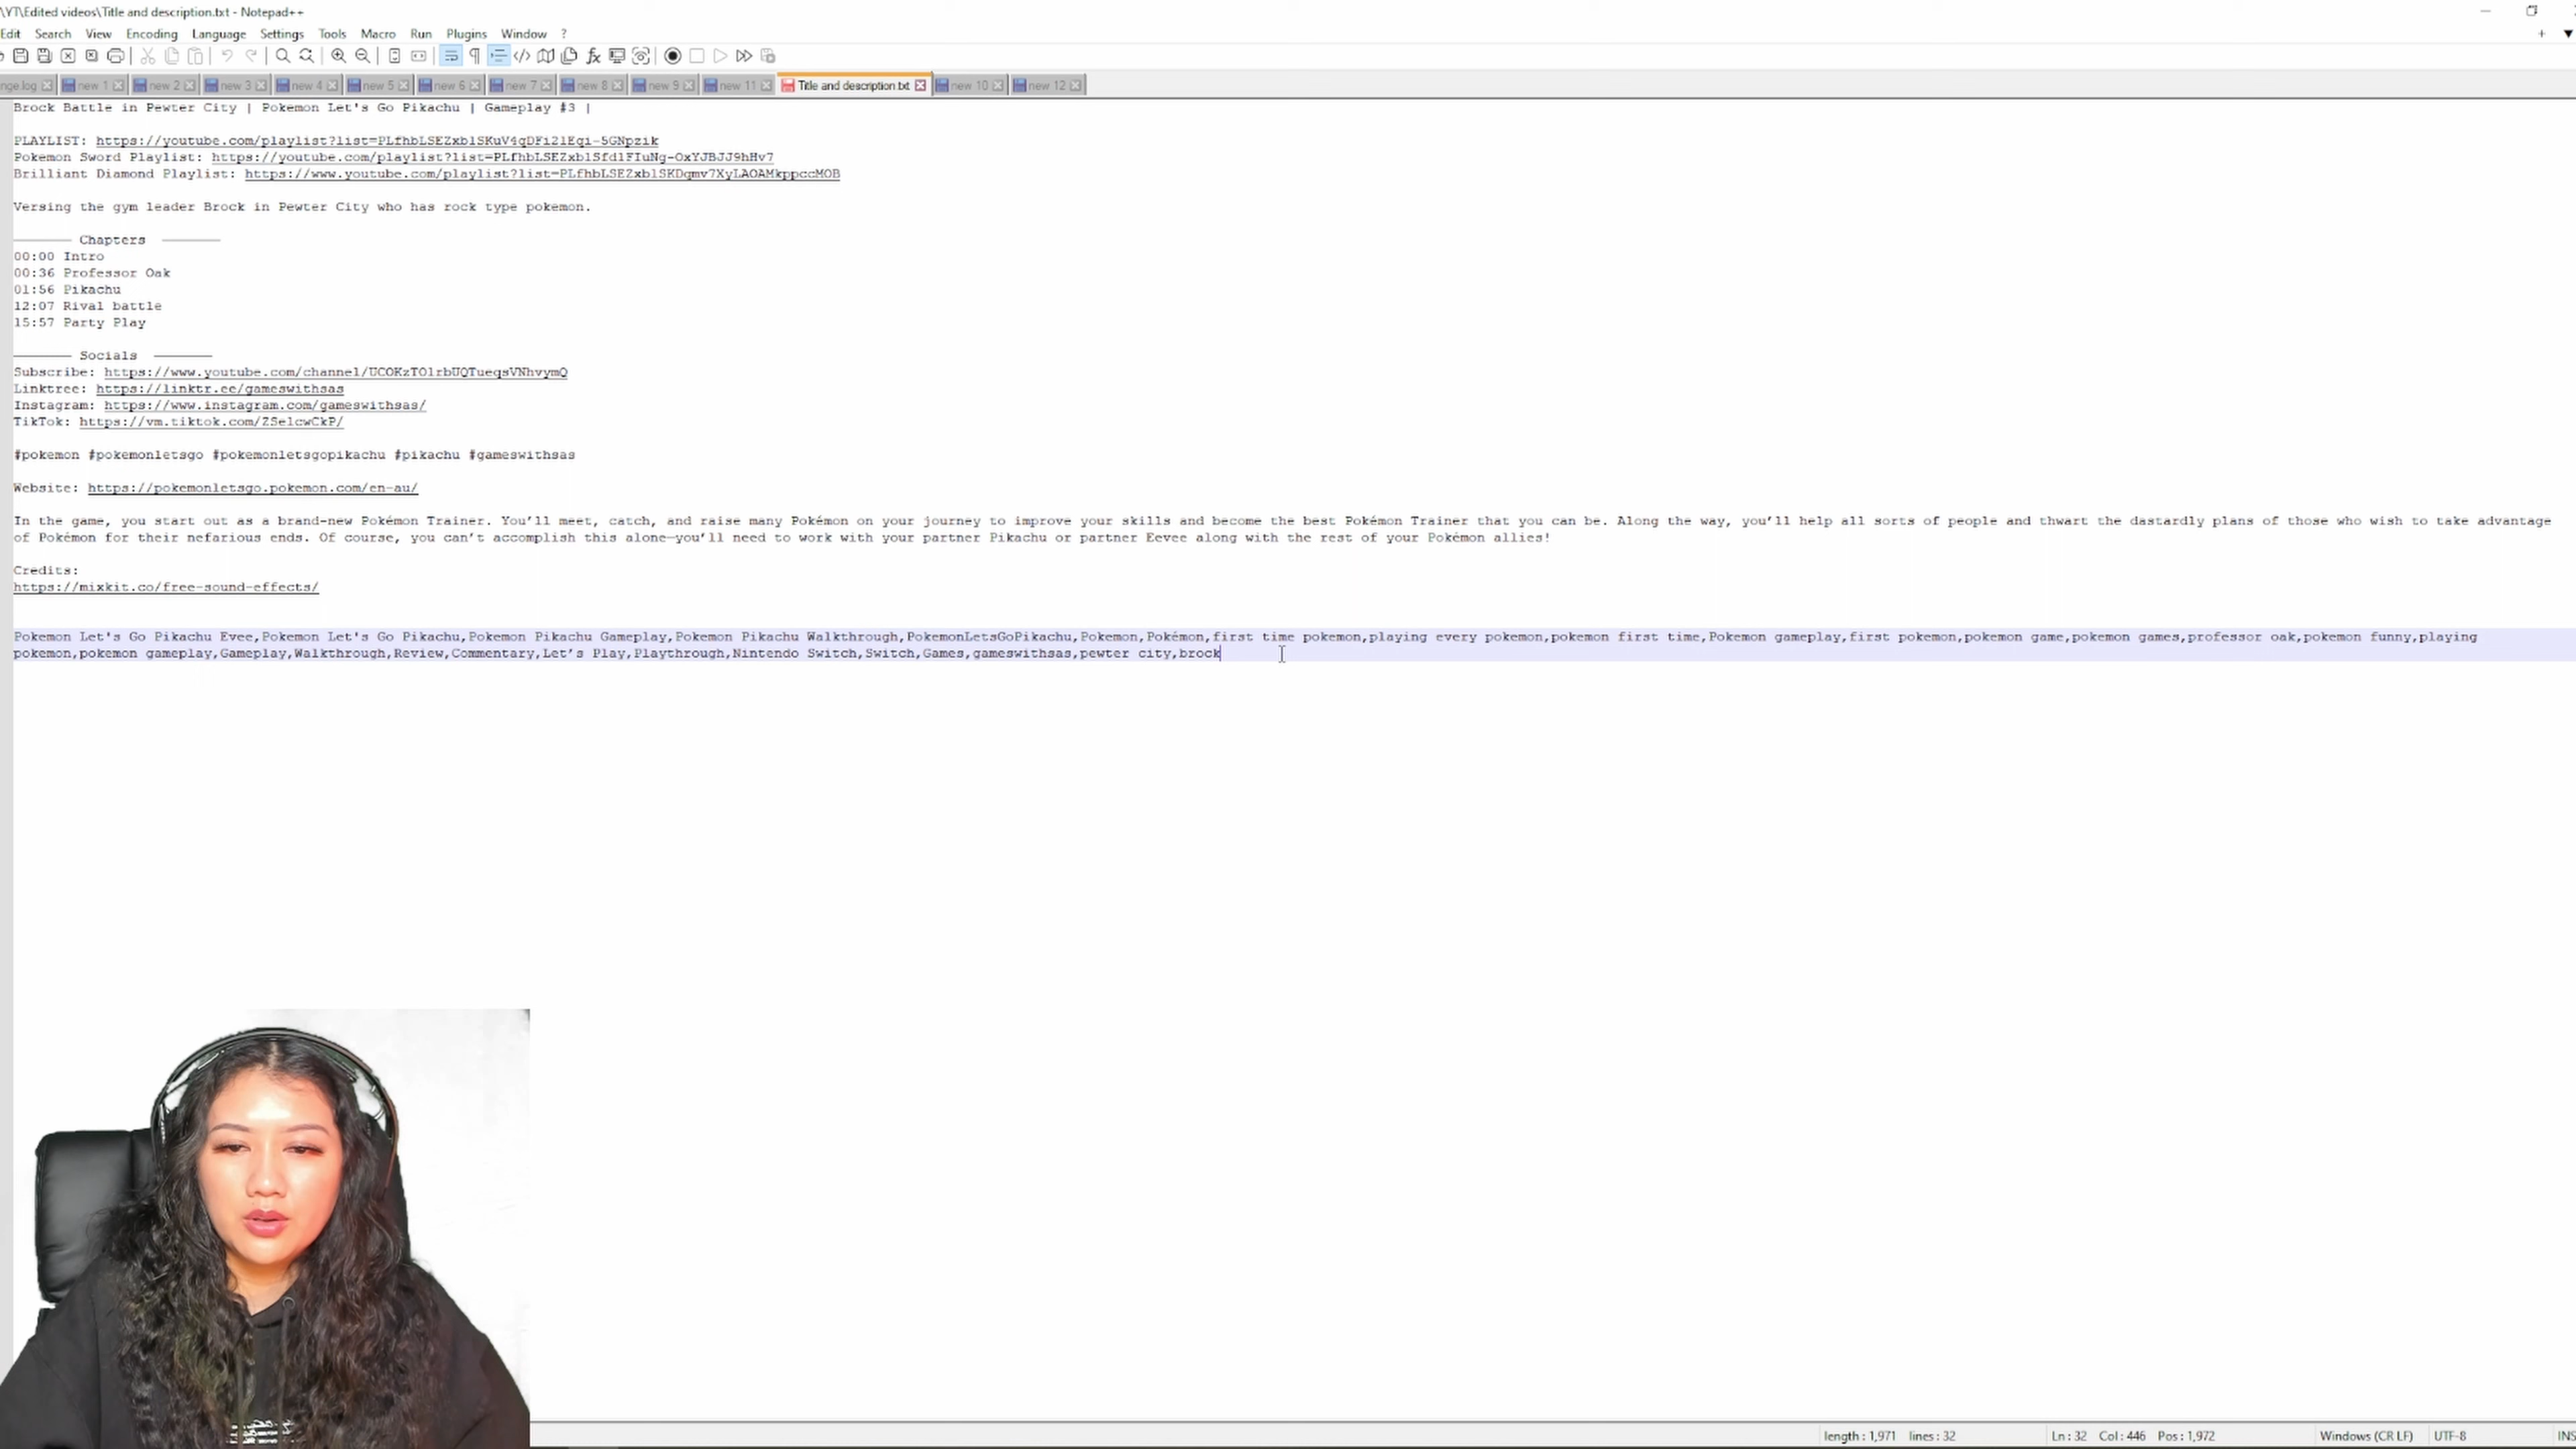 \YT\Edited videos\Title and description.txt - Notepad++
Edit Search View Encoding Language Settings Tools Macro Run Plugins Window ?
nge.log new 1 new 2 new 3 new 4 new 5 new 6 new 7 new 8 new 9 new 11 Title and description.txt new 10 new 12
Brock Battle in Pewter City | Pokemon Let's Go Pikachu | Gameplay #3 |
PLAYLIST: https://youtube.com/playlist?list=PLfhbLSEZxblSKuV4qDFi2lEqi-5GNpzik
Pokemon Sword Playlist: https://youtube.com/playlist?list=PLfhbLSEZxblSfdlFIuNg-OxYJBJJ9hHv7
Brilliant Diamond Playlist: https://www.youtube.com/playlist?list=PLfhbLSEZxblSKDqmv7XyLAOAMkppccMOB
Versing the gym leader Brock in Pewter City who has rock type pokemon.
——————— Chapters ———————
00:00 Intro
00:36 Professor Oak
01:56 Pikachu
12:07 Rival battle
15:57 Party Play
——————— Socials ———————
Subscribe: https://www.youtube.com/channel/UCOKzTOlrbUQTueqsVNhvymQ
Linktree: https://linktr.ee/gameswithsas
Instagram: https://www.instagram.com/gameswithsas/
TikTok: https://vm.tiktok.com/ZSelcwCkP/
#pokemon #pokemonletsgo #pokemonletsgopikachu #pikachu #gameswithsas
Website: https://pokemonletsgo.pokemon.com/en-au/
In the game, you start out as a brand-new Pokémon Trainer. You’ll meet, catch, and raise many Pokémon on your journey to improve your skills and become the best Pokémon Trainer that you can be. Along the way, you’ll help all sorts of people and thwart the dastardly plans of those who wish to take advantage
of Pokémon for their nefarious ends. Of course, you can’t accomplish this alone—you’ll need to work with your partner Pikachu or partner Eevee along with the rest of your Pokémon allies!
Credits:
https://mixkit.co/free-sound-effects/
Pokemon Let's Go Pikachu Evee,Pokemon Let's Go Pikachu,Pokemon Pikachu Gameplay,Pokemon Pikachu Walkthrough,PokemonLetsGoPikachu,Pokemon,Pokémon,first time pokemon,playing every pokemon,pokemon first time,Pokemon gameplay,first pokemon,pokemon game,pokemon games,professor oak,pokemon funny,playing
pokemon,pokemon gameplay,Gameplay,Walkthrough,Review,Commentary,Let’s Play,Playthrough,Nintendo Switch,Switch,Games,gameswithsas,pewter city,brock
length : 1,971 lines : 32 Ln : 32 Col : 446 Pos : 1,972 Windows (CR LF) UTF-8 IN